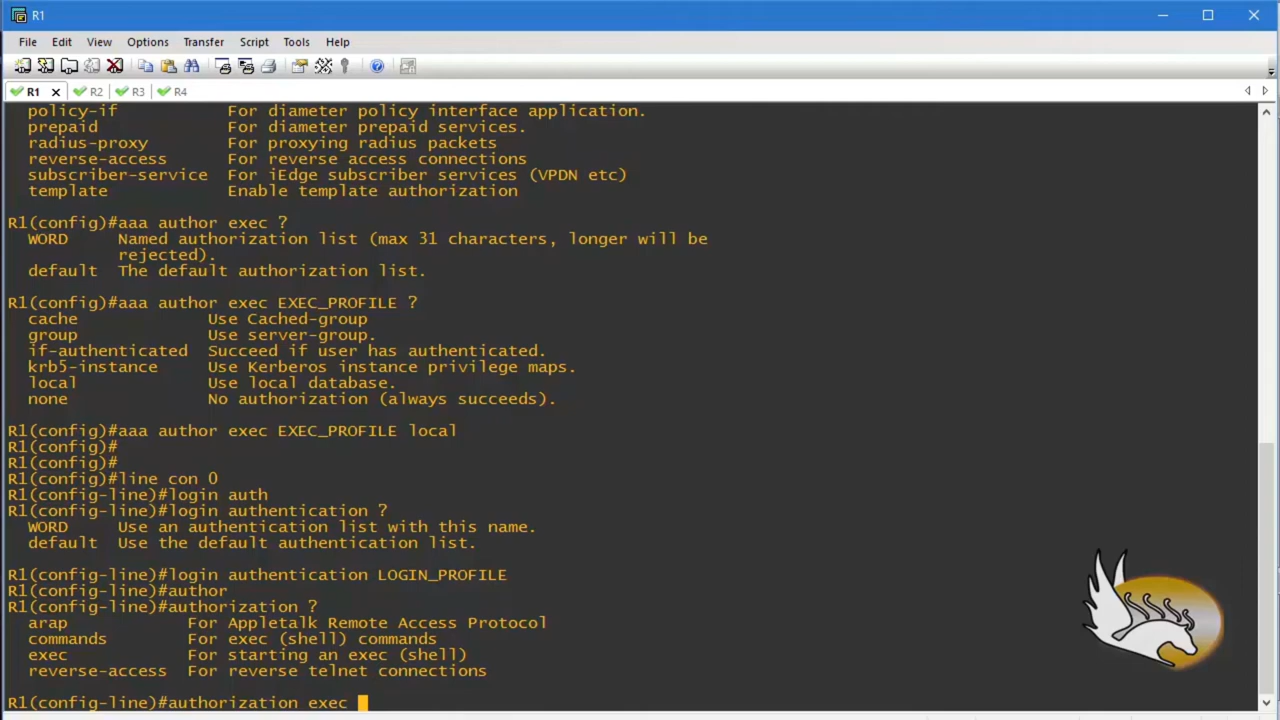 R1
File Edit View Options Transfer Script Tools Help
R1 R2 R3 R4
policy-if For diameter policy interface application.
prepaid For diameter prepaid services.
radius-proxy For proxying radius packets
reverse-access For reverse access connections
subscriber-service For iEdge subscriber services (VPDN etc)
template Enable template authorization
R1(config)#aaa author exec ?
WORD Named authorization list (max 31 characters, longer will be
rejected).
default The default authorization list.
R1(config)#aaa author exec EXEC_PROFILE ?
cache Use Cached-group
group Use server-group.
if-authenticated Succeed if user has authenticated.
krb5-instance Use Kerberos instance privilege maps.
local Use local database.
none No authorization (always succeeds).
R1(config)#aaa author exec EXEC_PROFILE local
R1(config)#
R1(config)#
R1(config)#line con 0
R1(config-line)#login auth
R1(config-line)#login authentication ?
WORD Use an authentication list with this name.
default Use the default authentication list.
R1(config-line)#login authentication LOGIN_PROFILE
R1(config-line)#author
R1(config-line)#authorization ?
arap For Appletalk Remote Access Protocol
commands For exec (shell) commands
exec For starting an exec (shell)
reverse-access For reverse telnet connections
R1(config-line)#authorization exec